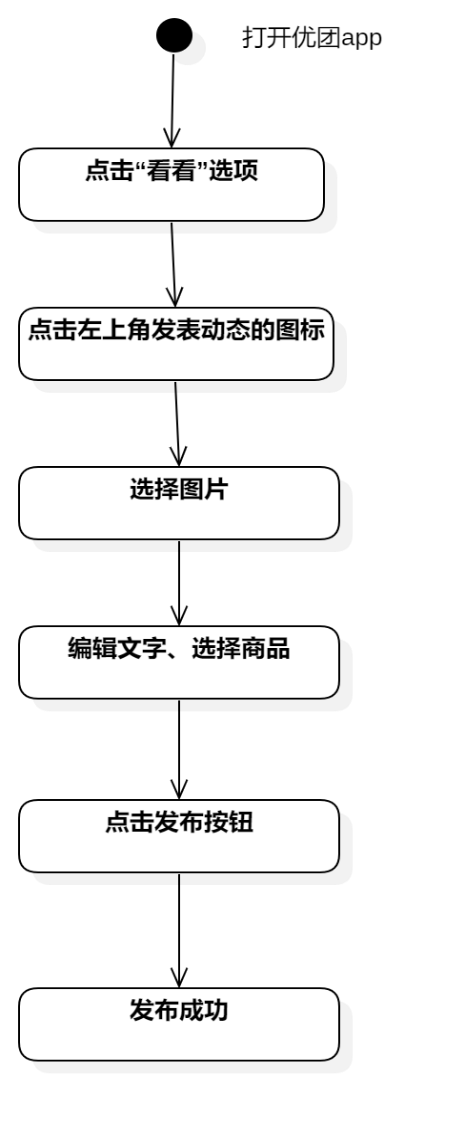 打开优团app
点击“看看”选项
点击左上角发表动态的图标
选择图片
编辑文字、选择商品
点击发布按钮
发布成功